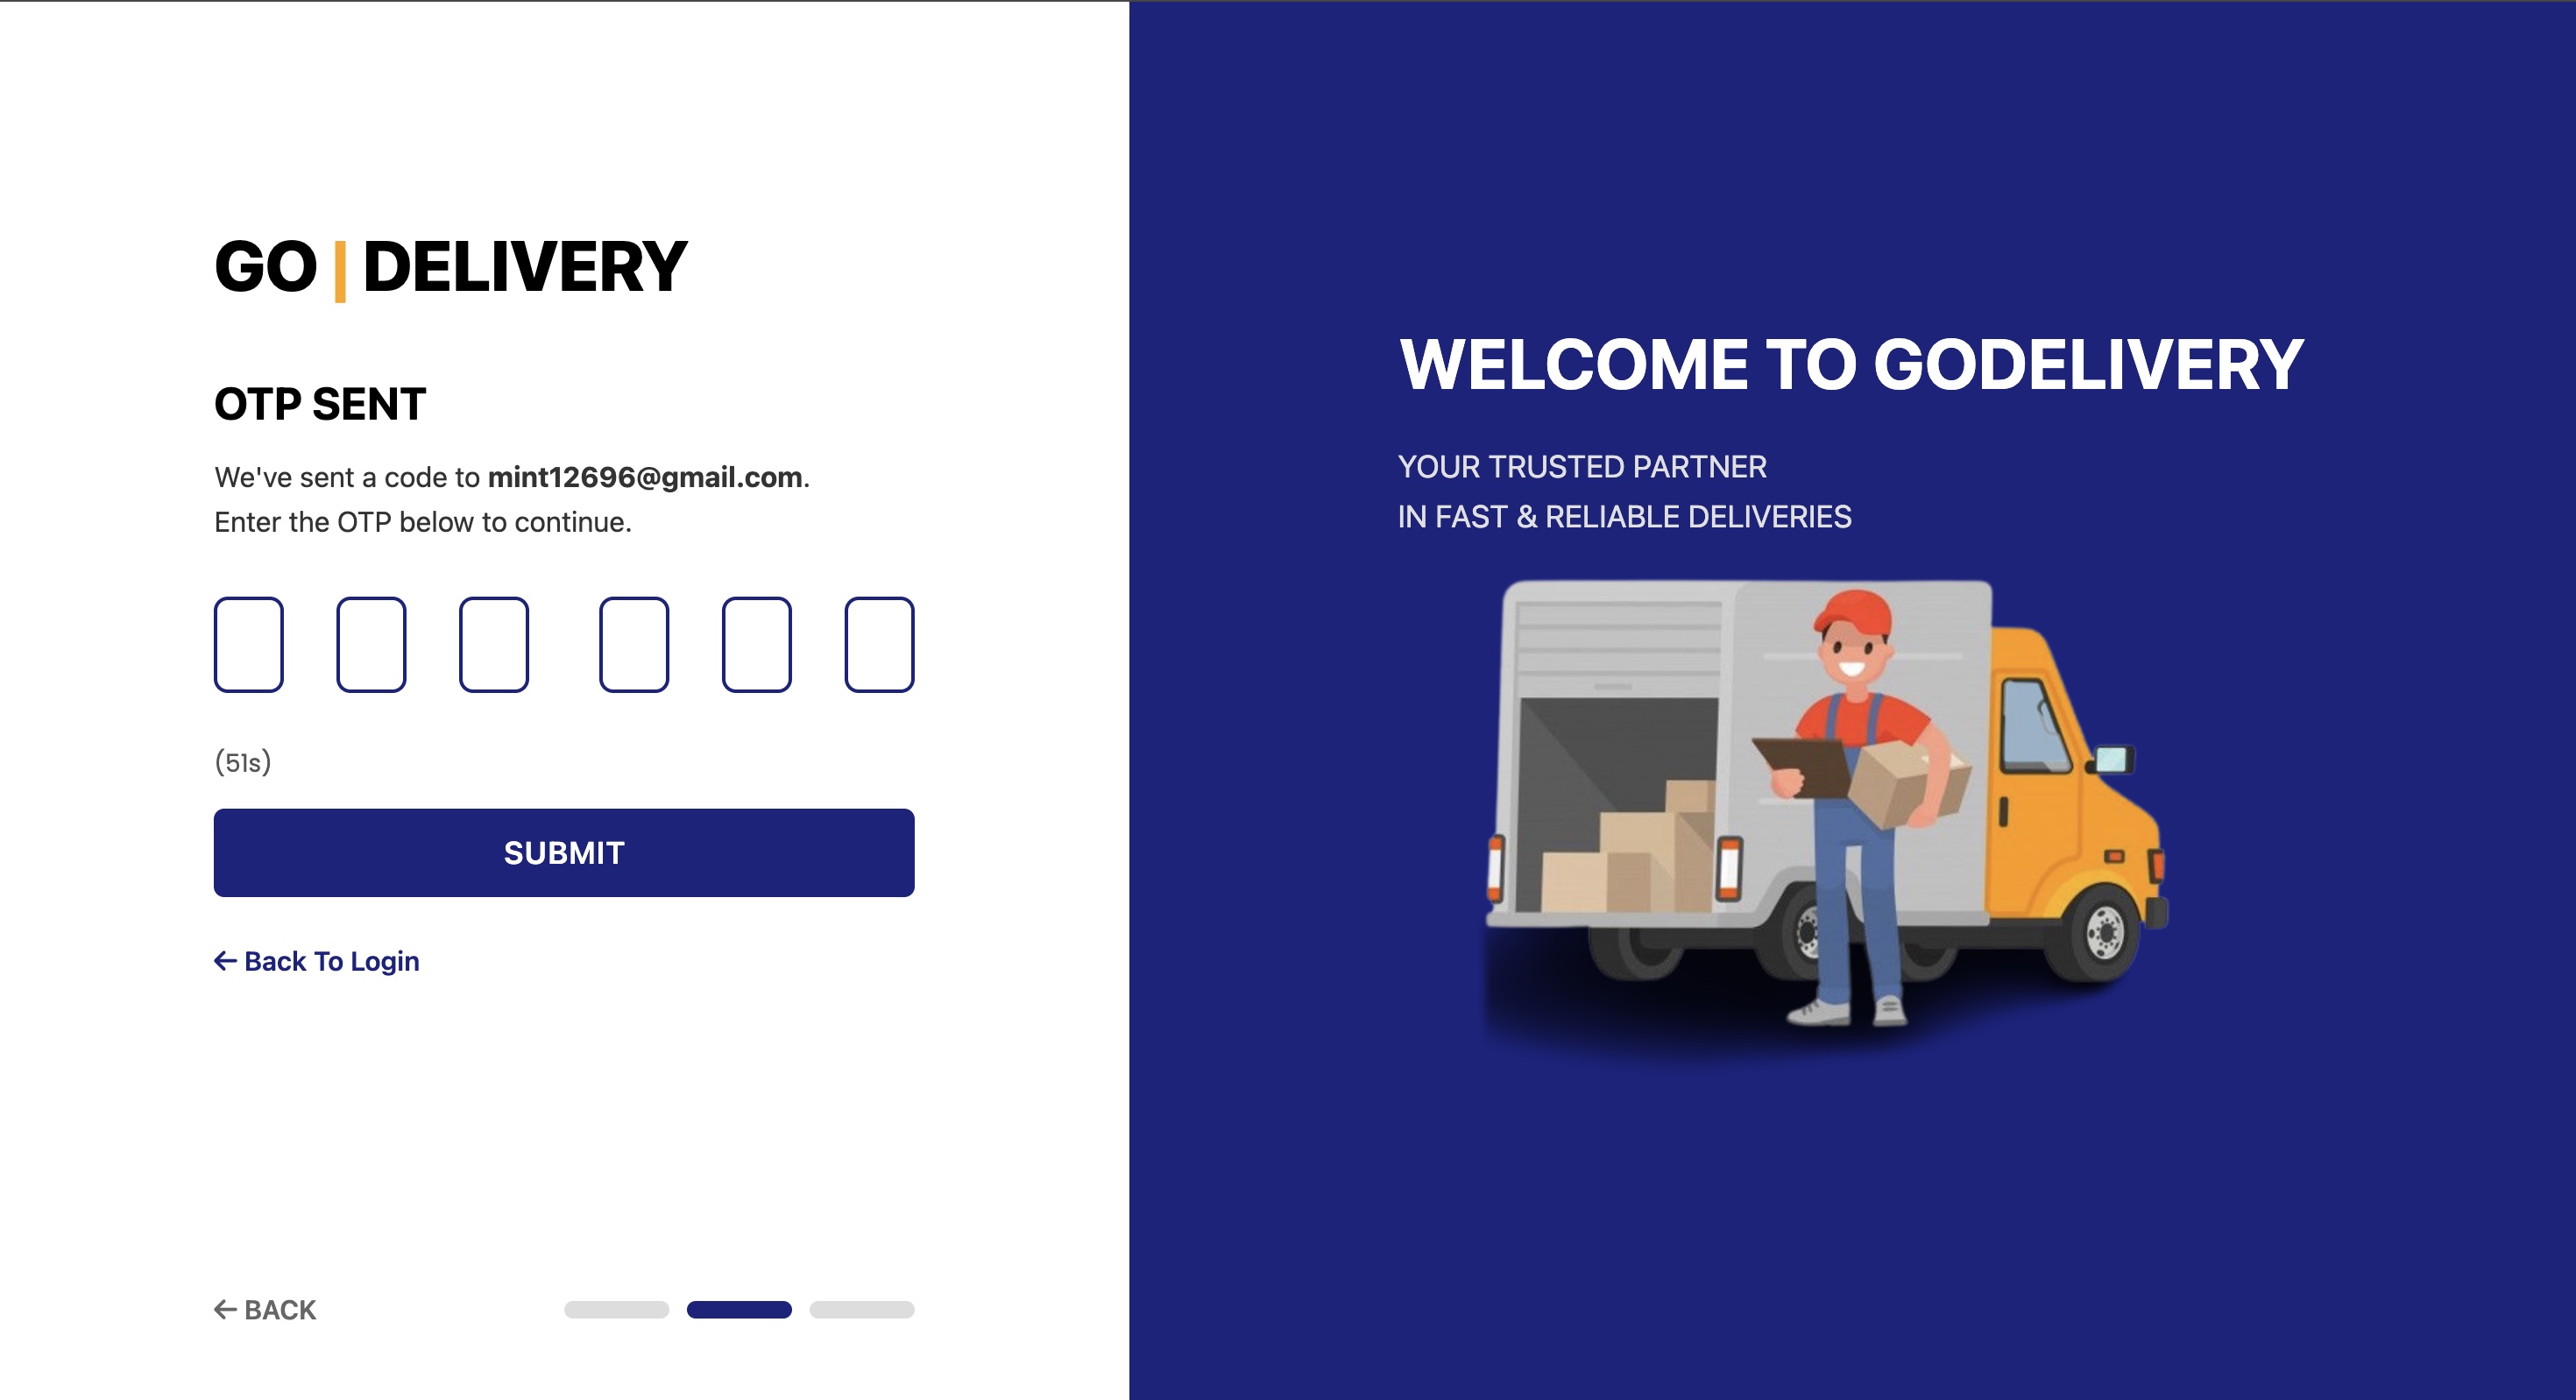 GO | DELIVERY
OTP SENT
We've sent a code to mint12696@gmail.com.
Enter the OTP below to continue.
(51s)
SUBMIT
← Back To Login
← BACK
WELCOME TO GODELIVERY
YOUR TRUSTED PARTNER
IN FAST & RELIABLE DELIVERIES